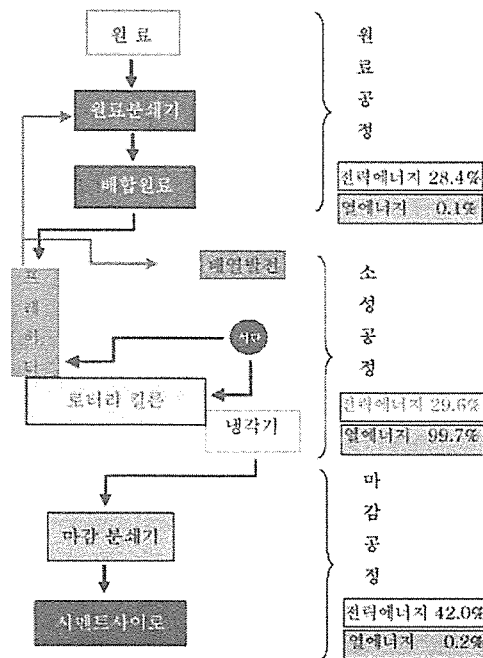 원 료
원료분쇄기
배합원료
원
료
공
정
전력에너지 28.4%
열에너지 0.1%
배열발전
프
레
히
터
석탄
로터리 킬른
냉각기
소
성
공
정
전력에너지 29.6%
열에너지 99.7%
마감 분쇄기
시멘트사이로
마
감
공
정
전력에너지 42.0%
열에너지 0.2%